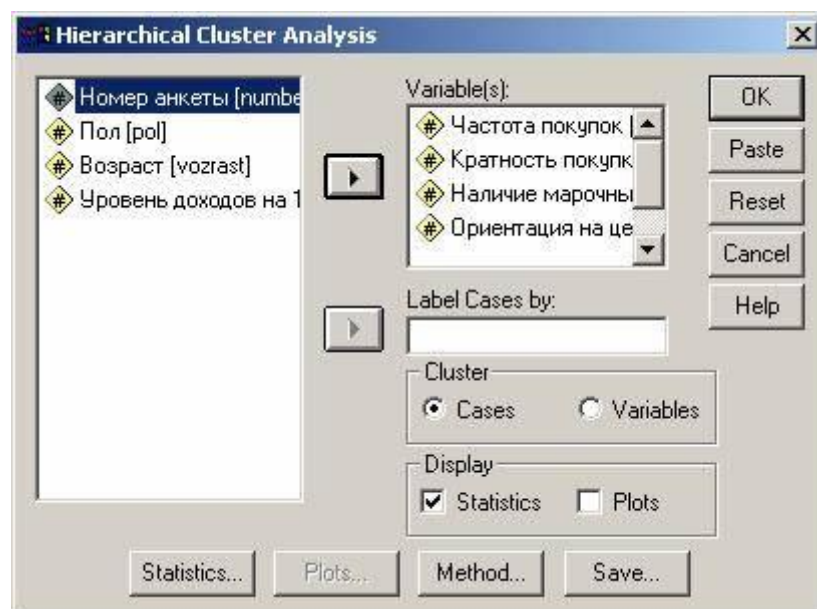 Hierarchical Cluster Analysis
Номер анкеты [numbe
Пол [pol]
Возраст [vozrast]
Уровень доходов на 1
Variable(s):
Частота покупок [
Кратность покупк
Наличие марочны
Ориентация на це
Label Cases by:
Cluster
Cases
Variables
Display
Statistics
Plots
OK
Paste
Reset
Cancel
Help
Statistics...
Plots...
Method...
Save...